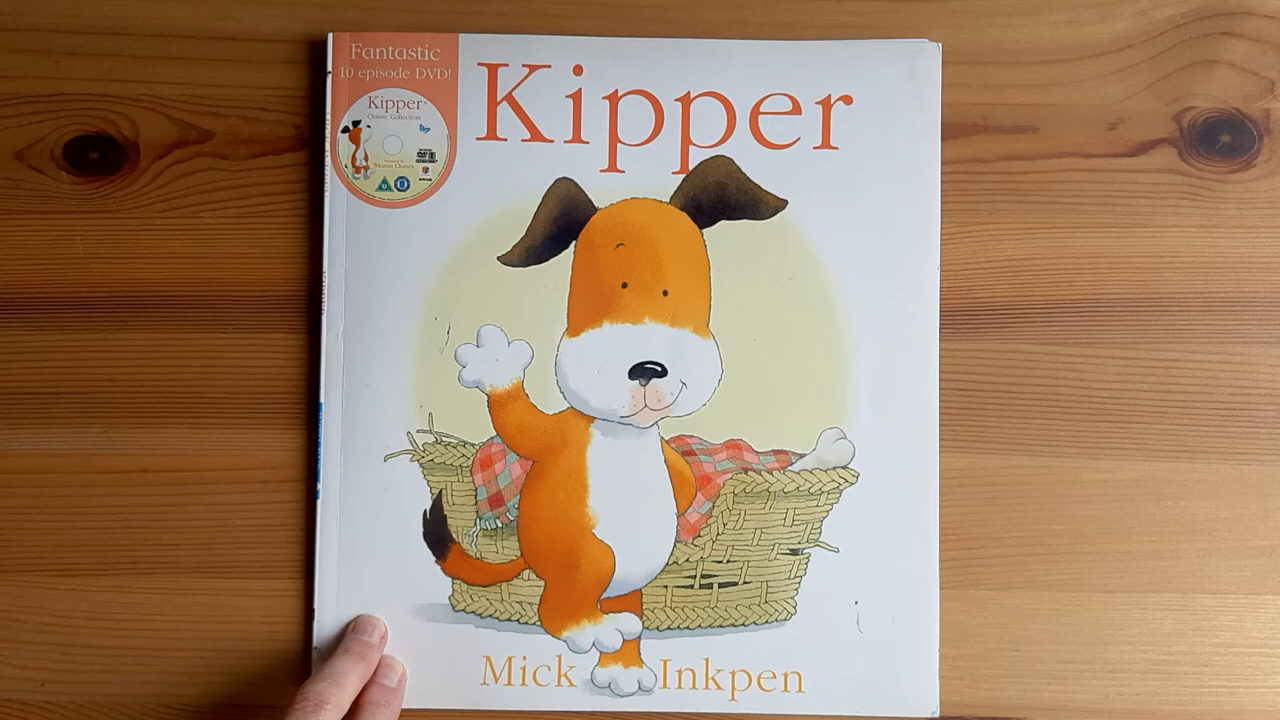 Fantastic
10 episode DVD!
Kipper
Classic Collection
Kipper
Mick Inkpen